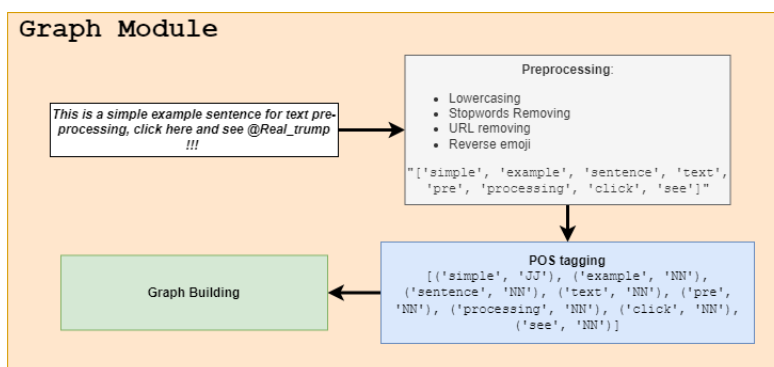 Graph Module
This is a simple example sentence for text pre-
processing, click here and see @Real_trump
!!!
Preprocessing:
• Lowercasing
• Stopwords Removing
• URL removing
• Reverse emoji
"['simple', 'example', 'sentence', 'text',
'pre', 'processing', 'click', 'see']"
POS tagging
[('simple', 'JJ'), ('example', 'NN'),
('sentence', 'NN'), ('text', 'NN'), ('pre',
'NN'), ('processing', 'NN'), ('click', 'NN'),
('see', 'NN')]
Graph Building